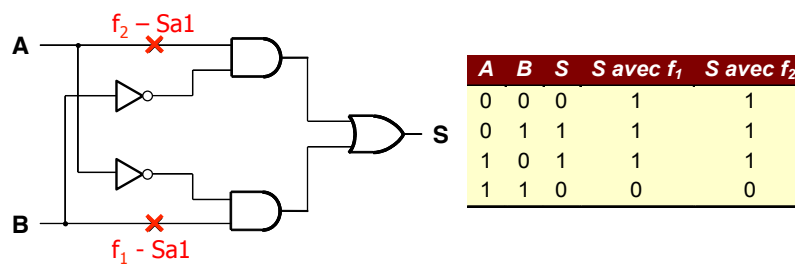 f₂ – Sa1
A
B
S
f₁ - Sa1
A B S S avec f₁ S avec f₂
0 0 0 1 1
0 1 1 1 1
1 0 1 1 1
1 1 0 0 0